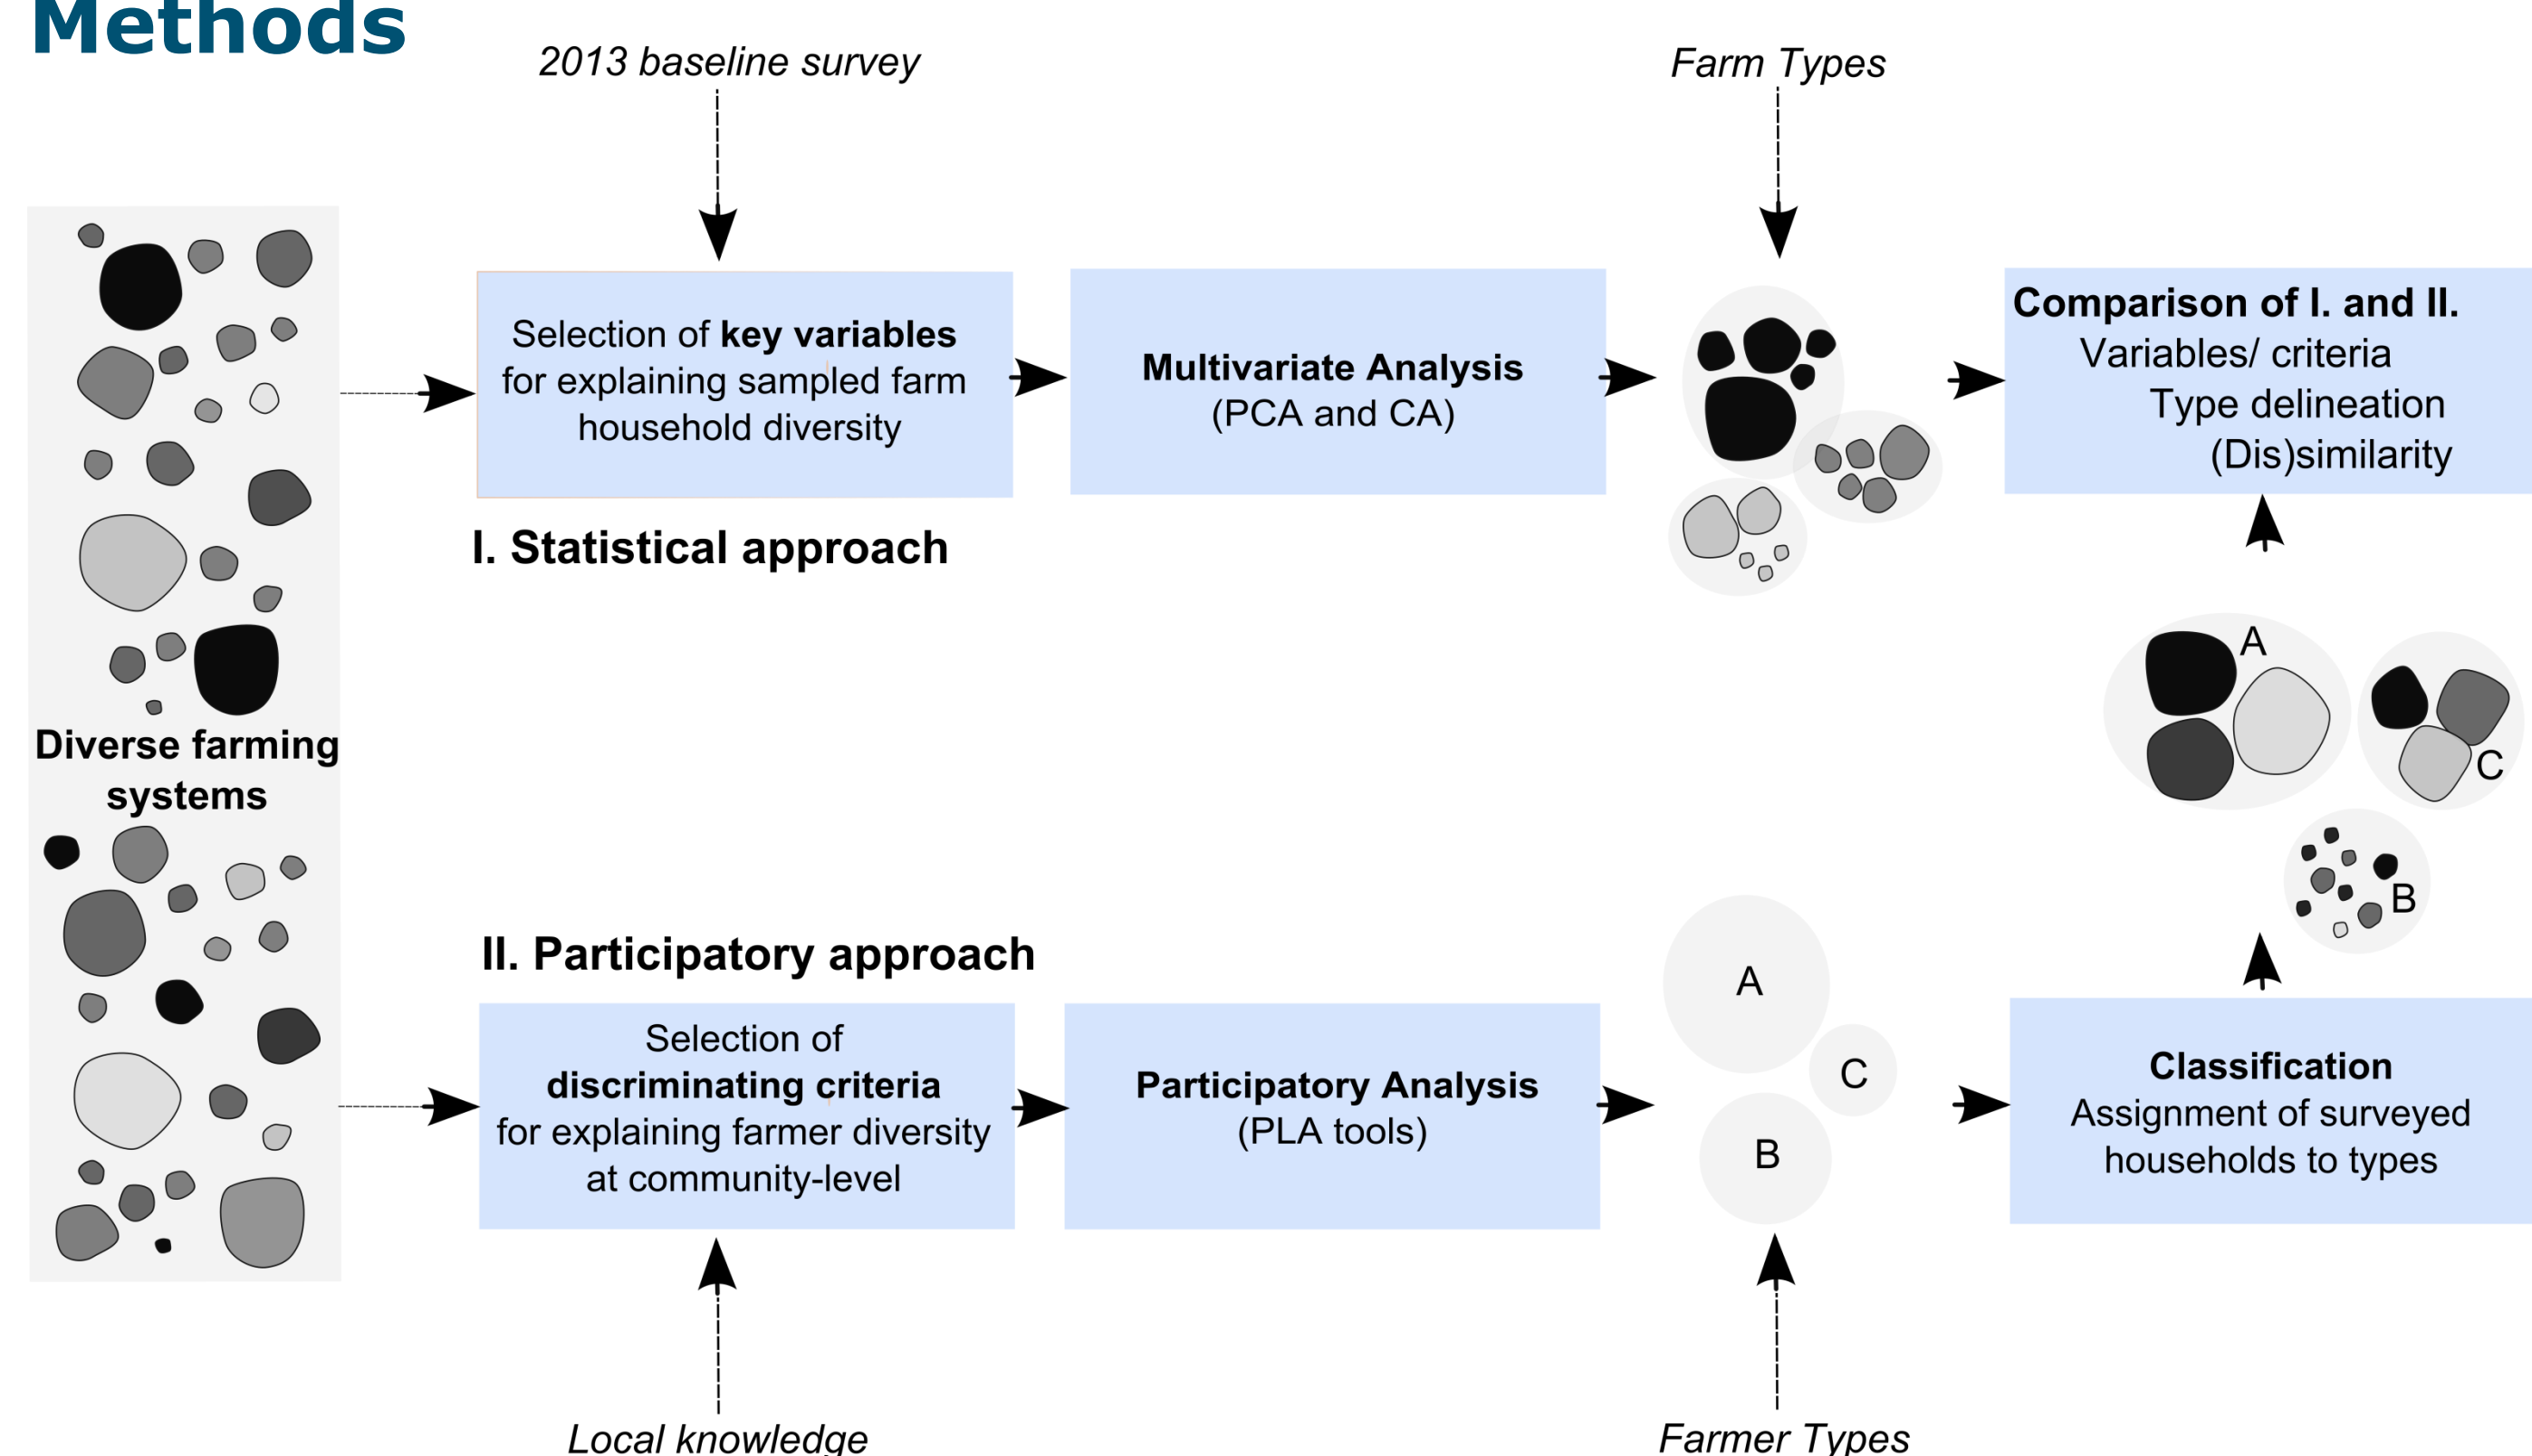 Methods
2013 baseline survey
Farm Types
Selection of key variables
for explaining sampled farm
household diversity
Multivariate Analysis
(PCA and CA)
Comparison of I. and II.
Variables/ criteria
Type delineation
(Dis)similarity
I. Statistical approach
A
C
B
Diverse farming
systems
II. Participatory approach
Selection of
discriminating criteria
for explaining farmer diversity
at community-level
Participatory Analysis
(PLA tools)
A
C
B
Classification
Assignment of surveyed
households to types
Local knowledge
Farmer Types